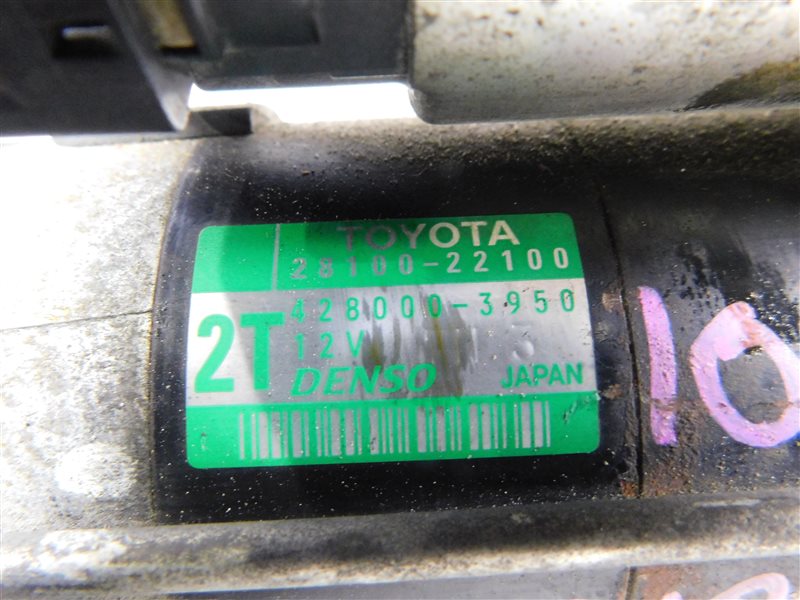 TOYOTA
28100-22100
2T
428000-3950
12V
DENSO JAPAN
10